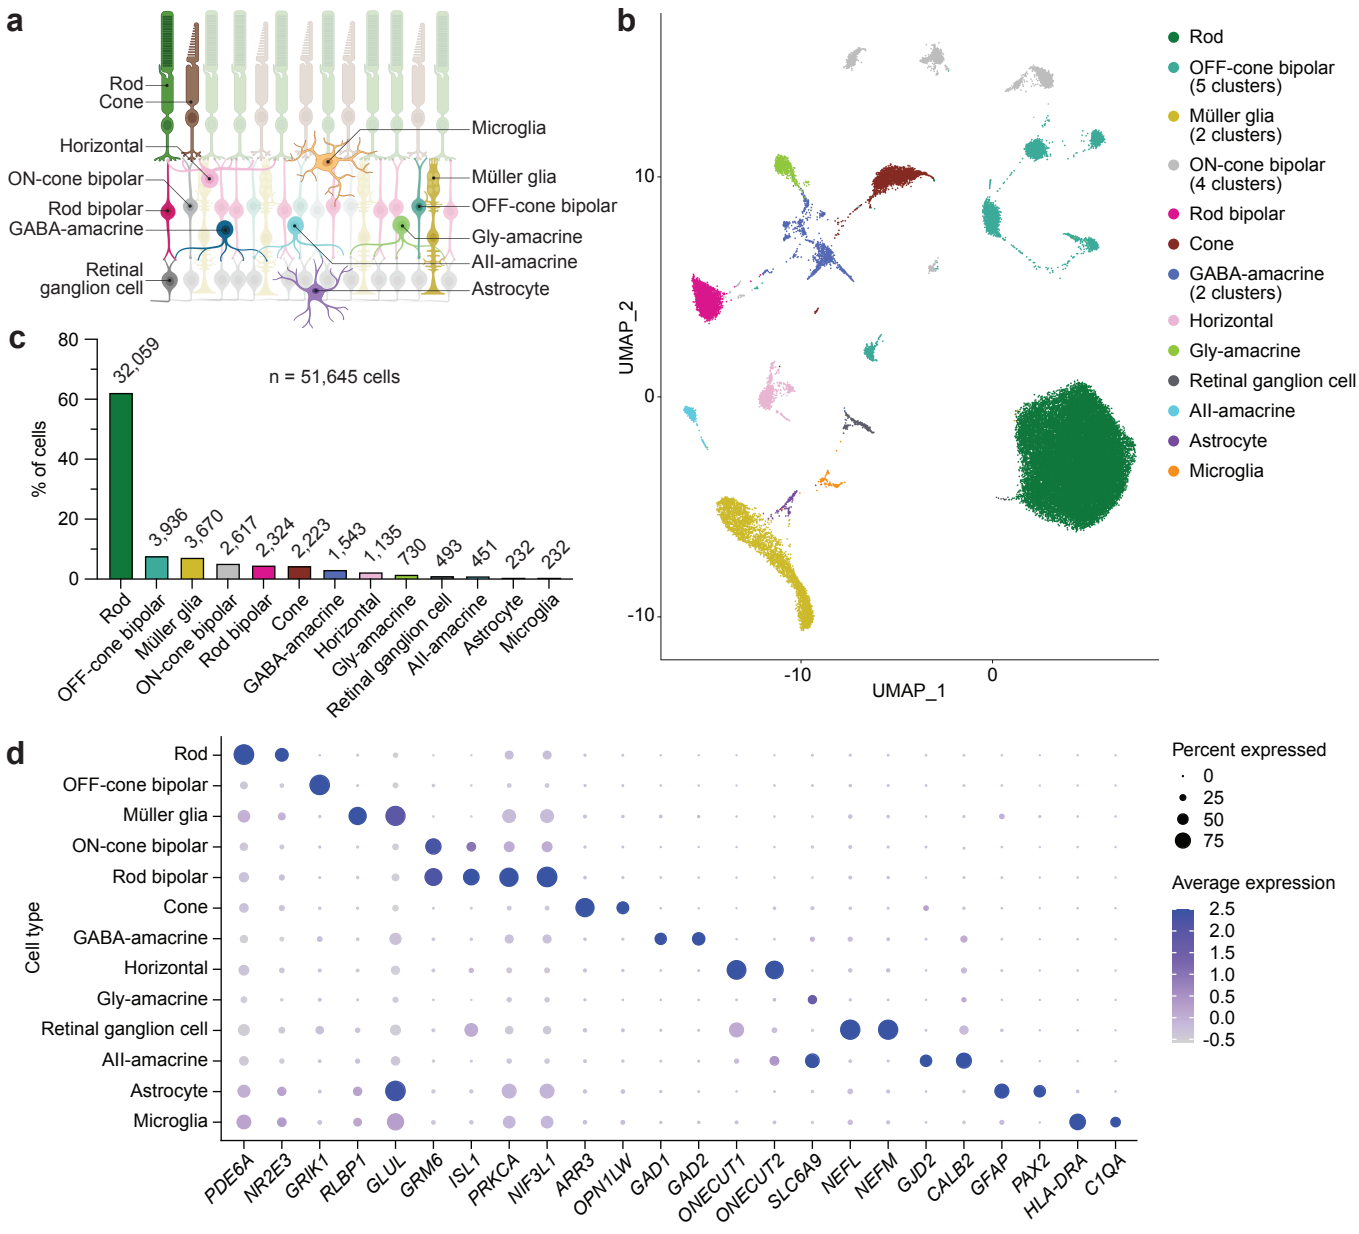 a
Rod
Cone
Horizontal
ON-cone bipolar
Rod bipolar
GABA-amacrine
Retinal
ganglion cell
Microglia
Müller glia
OFF-cone bipolar
Gly-amacrine
AII-amacrine
Astrocyte
b
10
0
-10
UMAP_2
-10
0
UMAP_1
Rod
OFF-cone bipolar
(5 clusters)
Müller glia
(2 clusters)
ON-cone bipolar
(4 clusters)
Rod bipolar
Cone
GABA-amacrine
(2 clusters)
Horizontal
Gly-amacrine
Retinal ganglion cell
AII-amacrine
Astrocyte
Microglia
c
80
60
40
20
0
% of cells
n = 51,645 cells
32,059
3,936
3,670
2,617
2,324
2,223
1,543
1,135
730
493
451
232
232
Rod
OFF-cone bipolar
Müller glia
ON-cone bipolar
Rod bipolar
Cone
GABA-amacrine
Horizontal
Gly-amacrine
Retinal ganglion cell
AII-amacrine
Astrocyte
Microglia
d
Cell type
Rod
OFF-cone bipolar
Müller glia
ON-cone bipolar
Rod bipolar
Cone
GABA-amacrine
Horizontal
Gly-amacrine
Retinal ganglion cell
AII-amacrine
Astrocyte
Microglia
PDE6A
NR2E3
GRIK1
RLBP1
GLUL
GRM6
ISL1
PRKCA
NIF3L1
ARR3
OPN1LW
GAD1
GAD2
ONECUT1
ONECUT2
SLC6A9
NEFL
NEFM
GJD2
CALB2
GFAP
PAX2
HLA-DRA
C1QA
Percent expressed
0
25
50
75
Average expression
2.5
2.0
1.5
1.0
0.5
0.0
-0.5